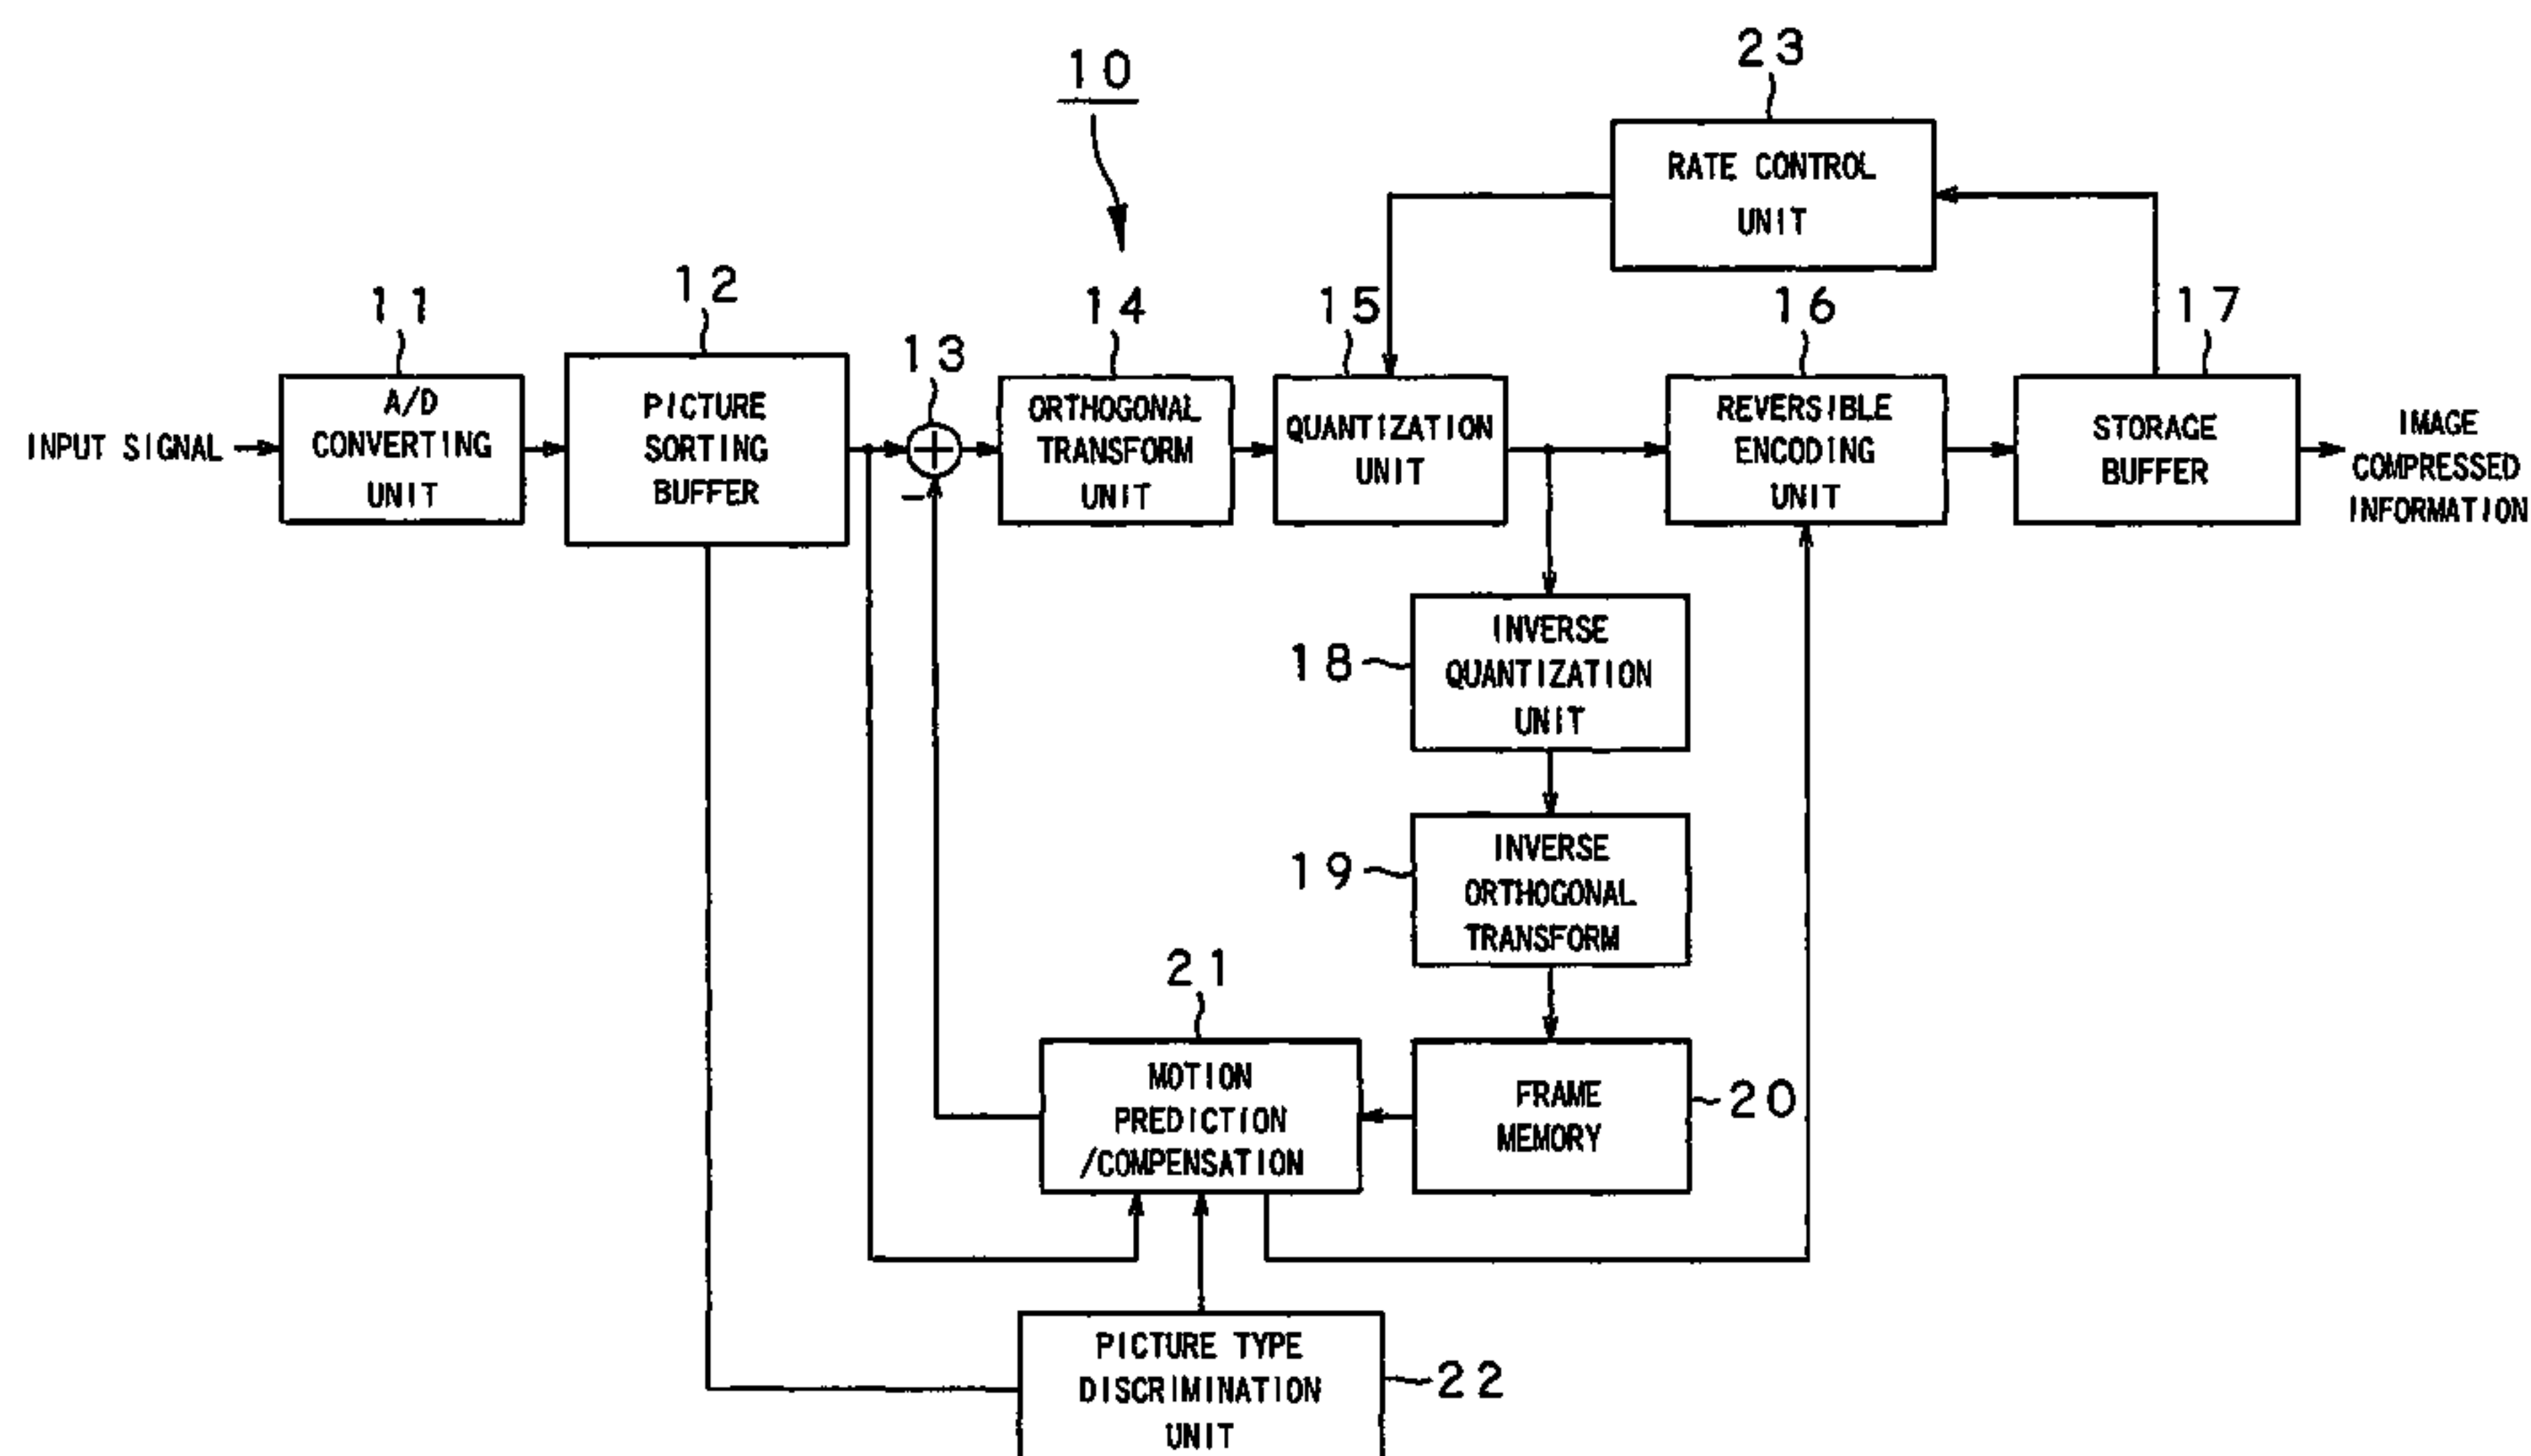 10
23
RATE CONTROL
UNIT
11
12
13
14
15
16
17
INPUT SIGNAL
A/D
CONVERTING
UNIT
PICTURE
SORTING
BUFFER
-
ORTHOGONAL
TRANSFORM
UNIT
QUANTIZATION
UNIT
REVERSIBLE
ENCODING
UNIT
STORAGE
BUFFER
IMAGE
COMPRESSED
INFORMATION
18
INVERSE
QUANTIZATION
UNIT
19
INVERSE
ORTHOGONAL
TRANSFORM
21
MOTION
PREDICTION
/COMPENSATION
FRAME
MEMORY
20
PICTURE TYPE
DISCRIMINATION
UNIT
22